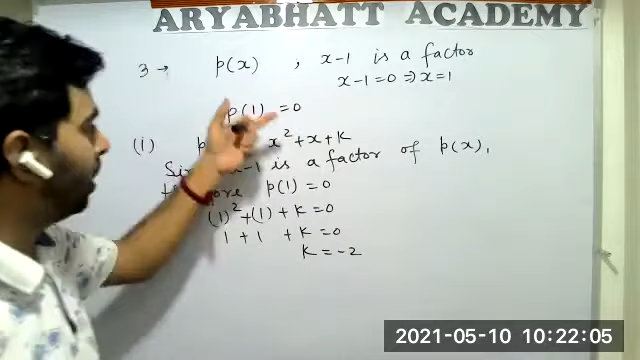 ARYABHATT ACADEMY
3 → p(x) , x-1 is a factor
x-1=0 ⇒ x=1
p(1) =0
(i) x²+x+k
x-1 is a factor of p(x),
p(1) = 0
(1)²+(1)+k=0
1 + 1 + k =0
k = -2
2021-05-10 10:22:05